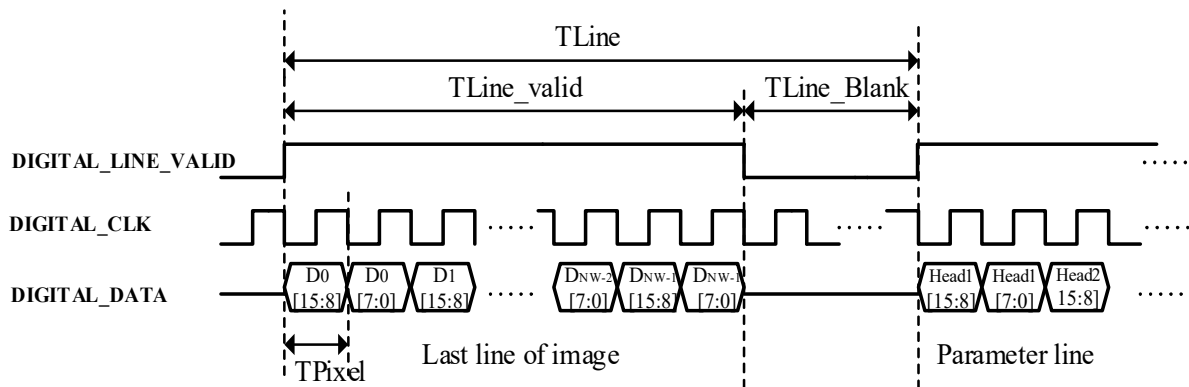 TLine
TLine_valid TLine_Blank
DIGITAL_LINE_VALID
.....
DIGITAL_CLK
..... ..... .....
DIGITAL_DATA
D0 D0 D1 DNW-2 DNW-1 DNW-1 Head1 Head1 Head2
[15:8] [7:0] [15:8] ..... [7:0] [15:8] [7:0] [15:8] [7:0] 15:8] .....
TPixel Last line of image Parameter line